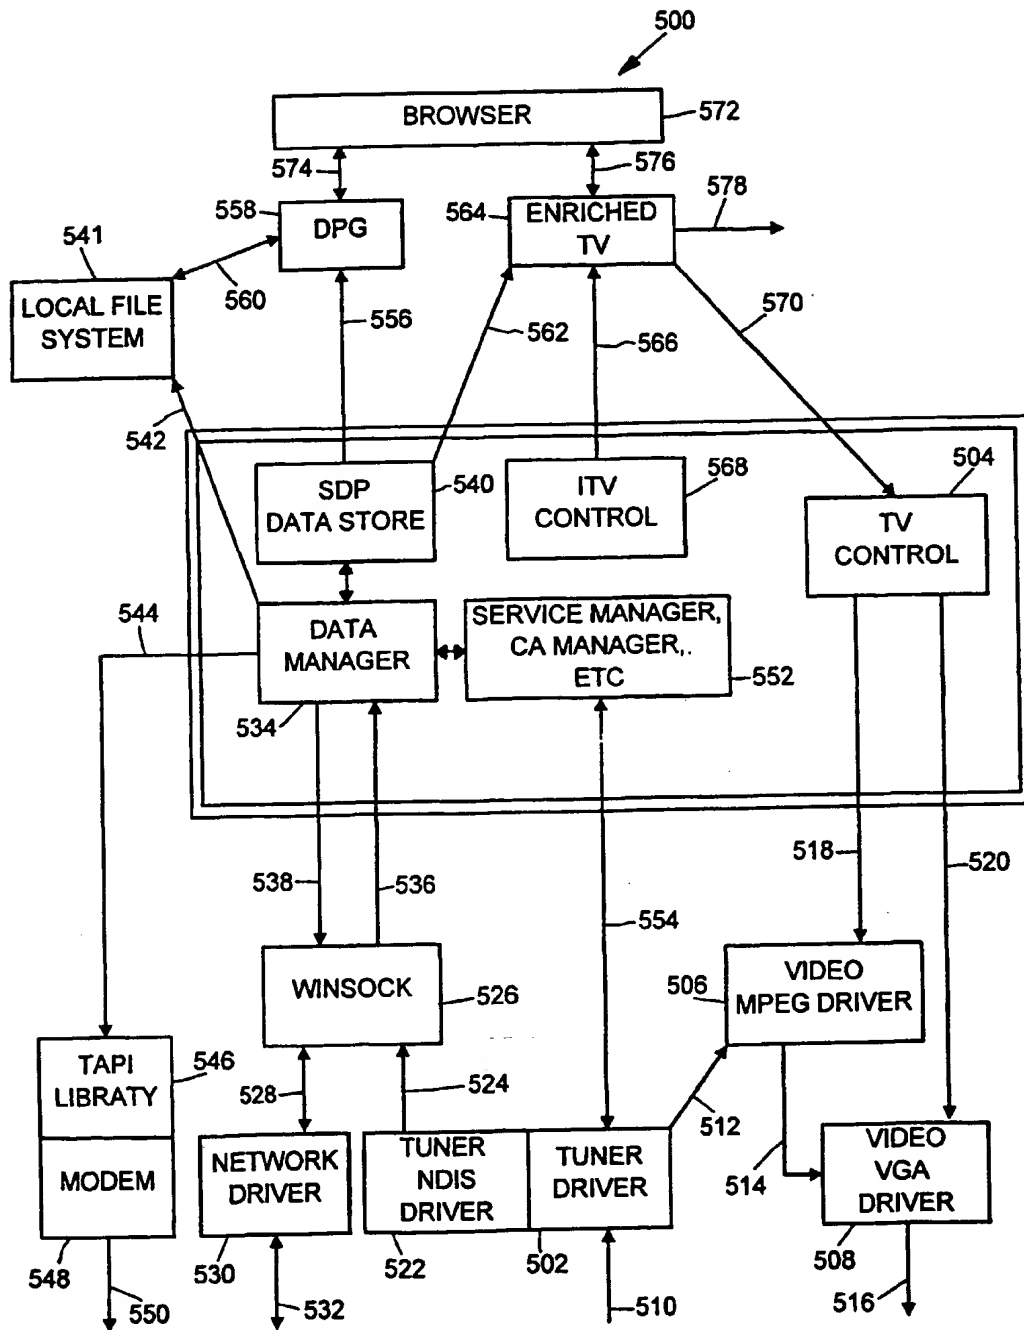 500
BROWSER
572
574
576
578
558
DPG
564
ENRICHED
TV
541
LOCAL FILE
SYSTEM
560
556
562
566
570
542
SDP
DATA STORE
540
ITV
CONTROL
568
504
TV
CONTROL
544
DATA
MANAGER
534
SERVICE MANAGER,
CA MANAGER,.
ETC
552
538
536
554
518
520
WINSOCK
526
506
VIDEO
MPEG DRIVER
TAPI
LIBRATY
546
528
524
512
514
MODEM
548
550
NETWORK
DRIVER
530
532
TUNER
NDIS
DRIVER
522
TUNER
DRIVER
502
510
VIDEO
VGA
DRIVER
508
516